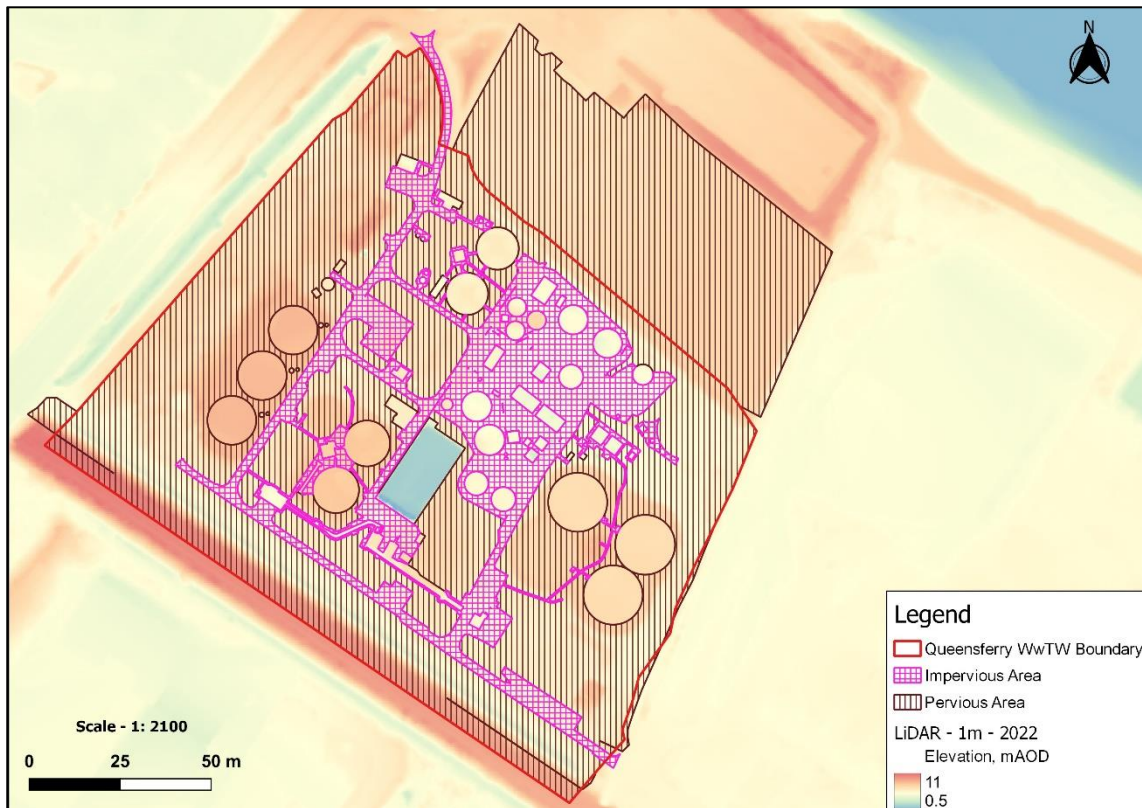 N
Scale - 1: 2100
0 25 50 m
Legend
Queensferry WwTW Boundary
Impervious Area
Pervious Area
LiDAR - 1m - 2022
Elevation, mAOD
11
0.5